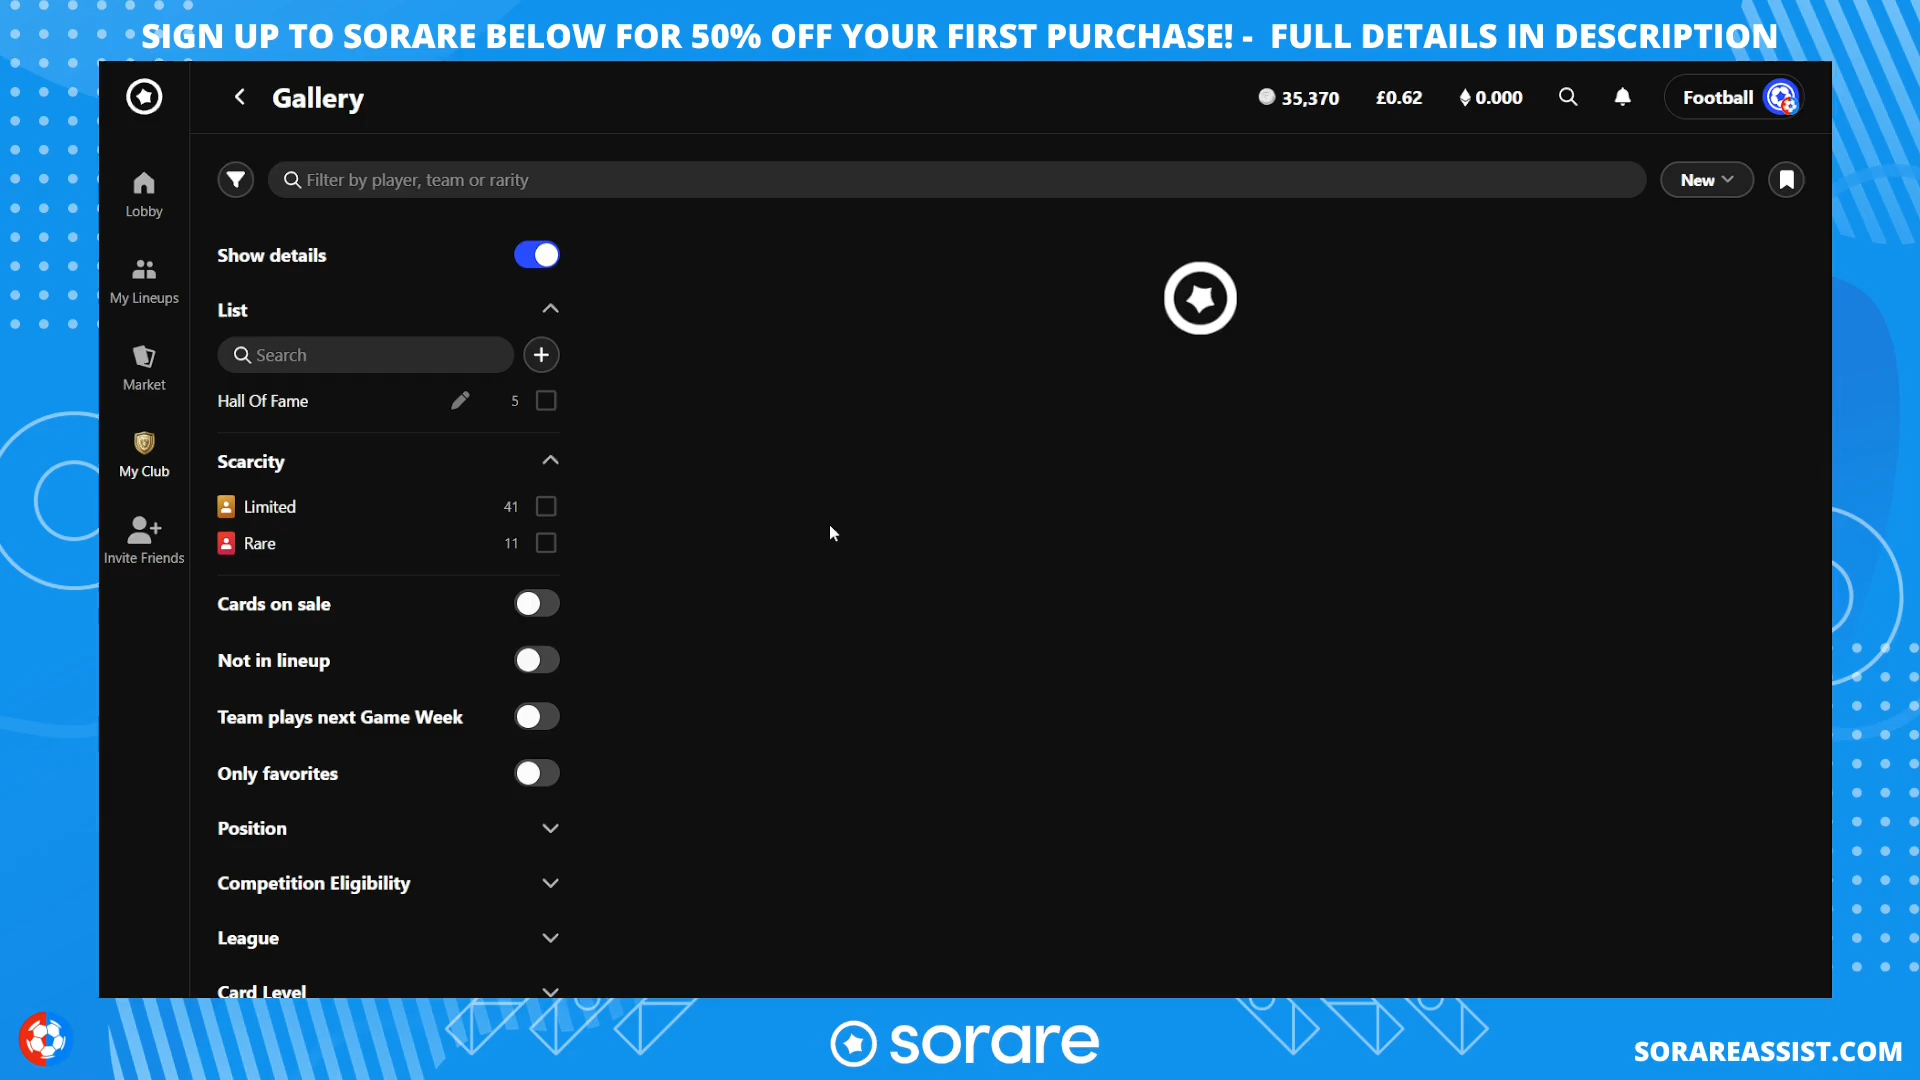 SIGN UP TO SORARE BELOW FOR 50% OFF YOUR FIRST PURCHASE! - FULL DETAILS IN DESCRIPTION
Gallery
35,370
£0.62
0.000
Football
Filter by player, team or rarity
New
Lobby
My Lineups
Market
My Club
Invite Friends
Show details
List
Search
Hall Of Fame 5
Scarcity
Limited 41
Rare 11
Cards on sale
Not in lineup
Team plays next Game Week
Only favorites
Position
Competition Eligibility
League
Card Level
sorare
SORAREASSIST.COM